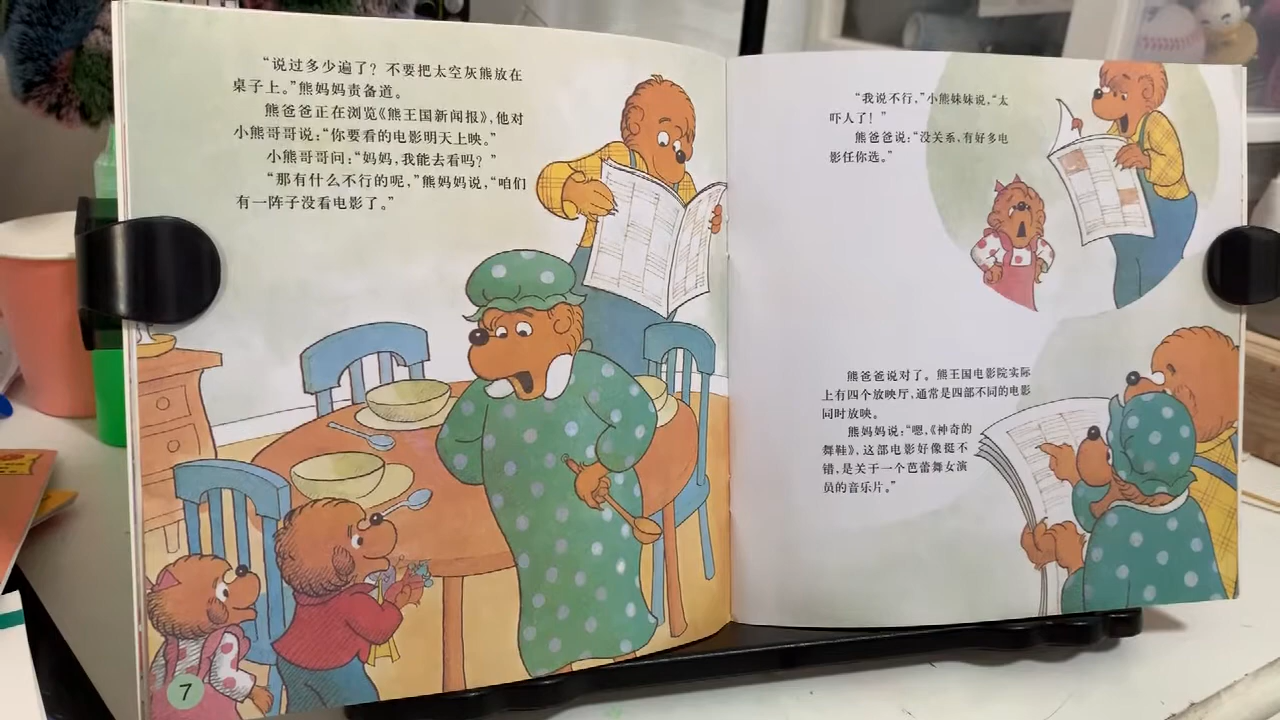 “说过多少遍了？不要把太空灰熊放在
桌子上。”熊妈妈责备道。
熊爸爸正在浏览《熊王国新闻报》，他对
小熊哥哥说：“你要看的电影明天上映。”
小熊哥哥问：“妈妈，我能去看吗？”
“那有什么不行的呢，”熊妈妈说，“咱们
有一阵子没看电影了。”
7
“我说不行，”小熊妹妹说，“太
吓人了！”
熊爸爸说：“没关系，有好多电
影任你选。”
熊爸爸说对了。熊王国电影院实际
上有四个放映厅，通常是四部不同的电影
同时放映。
熊妈妈说：“嗯，《神奇的
舞鞋》，这部电影好像挺不
错，是关于一个芭蕾舞女演
员的音乐片。”